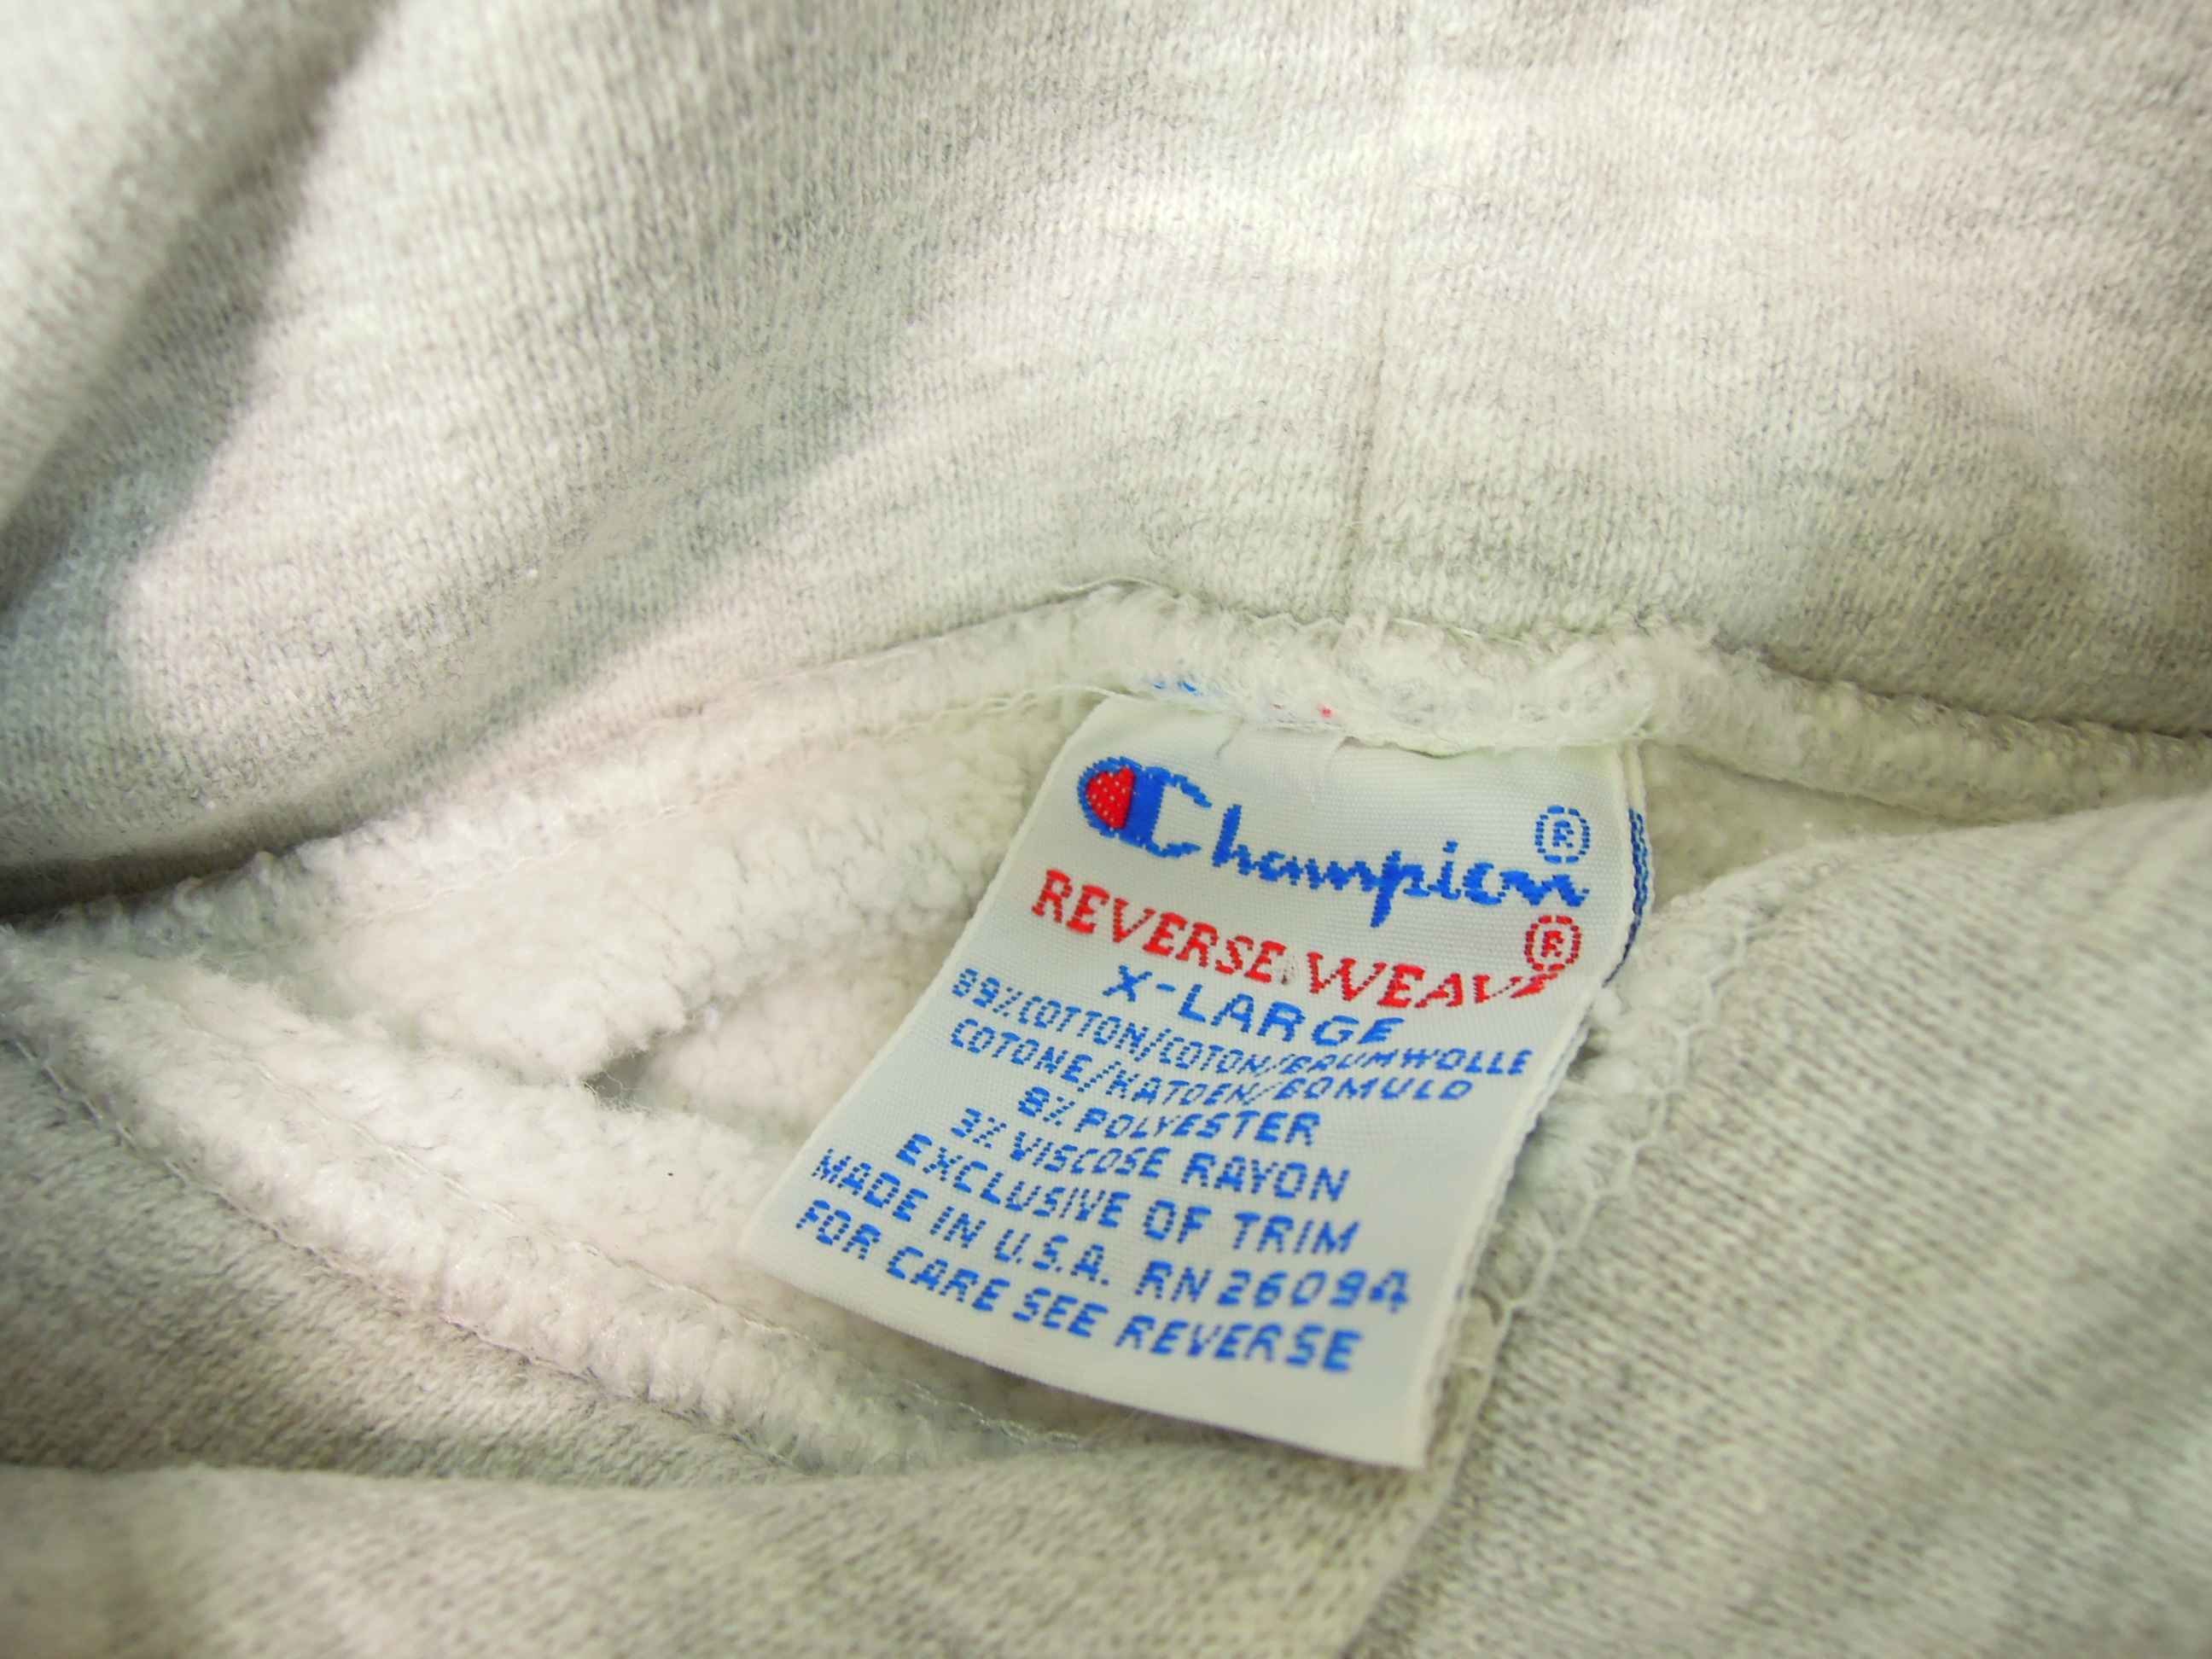 Champion®
REVERSE WEAVE®
X-LARGE
89% COTTON/COTON/BAUMWOLLE
COTONE/KATOEN/BOMULD
8% POLYESTER
3% VISCOSE RAYON
EXCLUSIVE OF TRIM
MADE IN U.S.A. RN 26094
FOR CARE SEE REVERSE